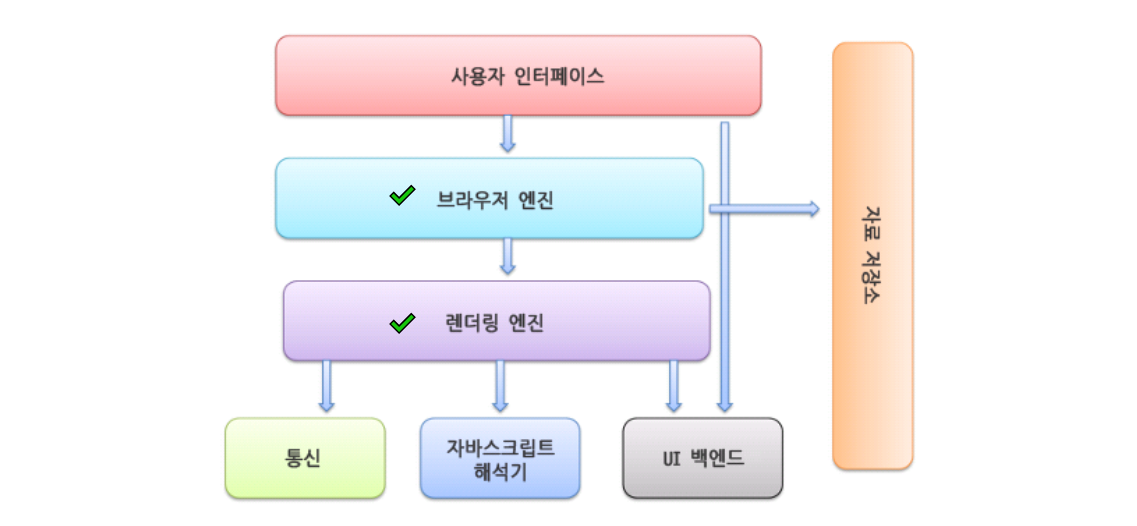 사용자 인터페이스
브라우저 엔진
자료 저장소
렌더링 엔진
통신
자바스크립트
해석기
UI 백엔드